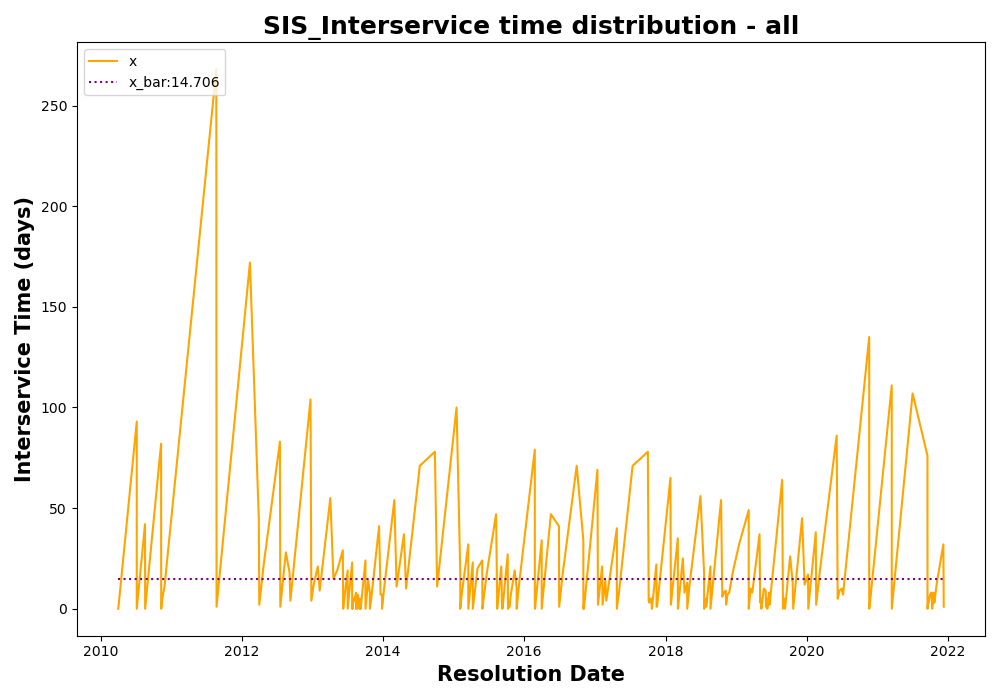 SIS_Interservice time distribution - all
x
x_bar:14.706
Interservice Time (days)
250
200
150
100
50
0
2010 2012 2014 2016 2018 2020 2022
Resolution Date